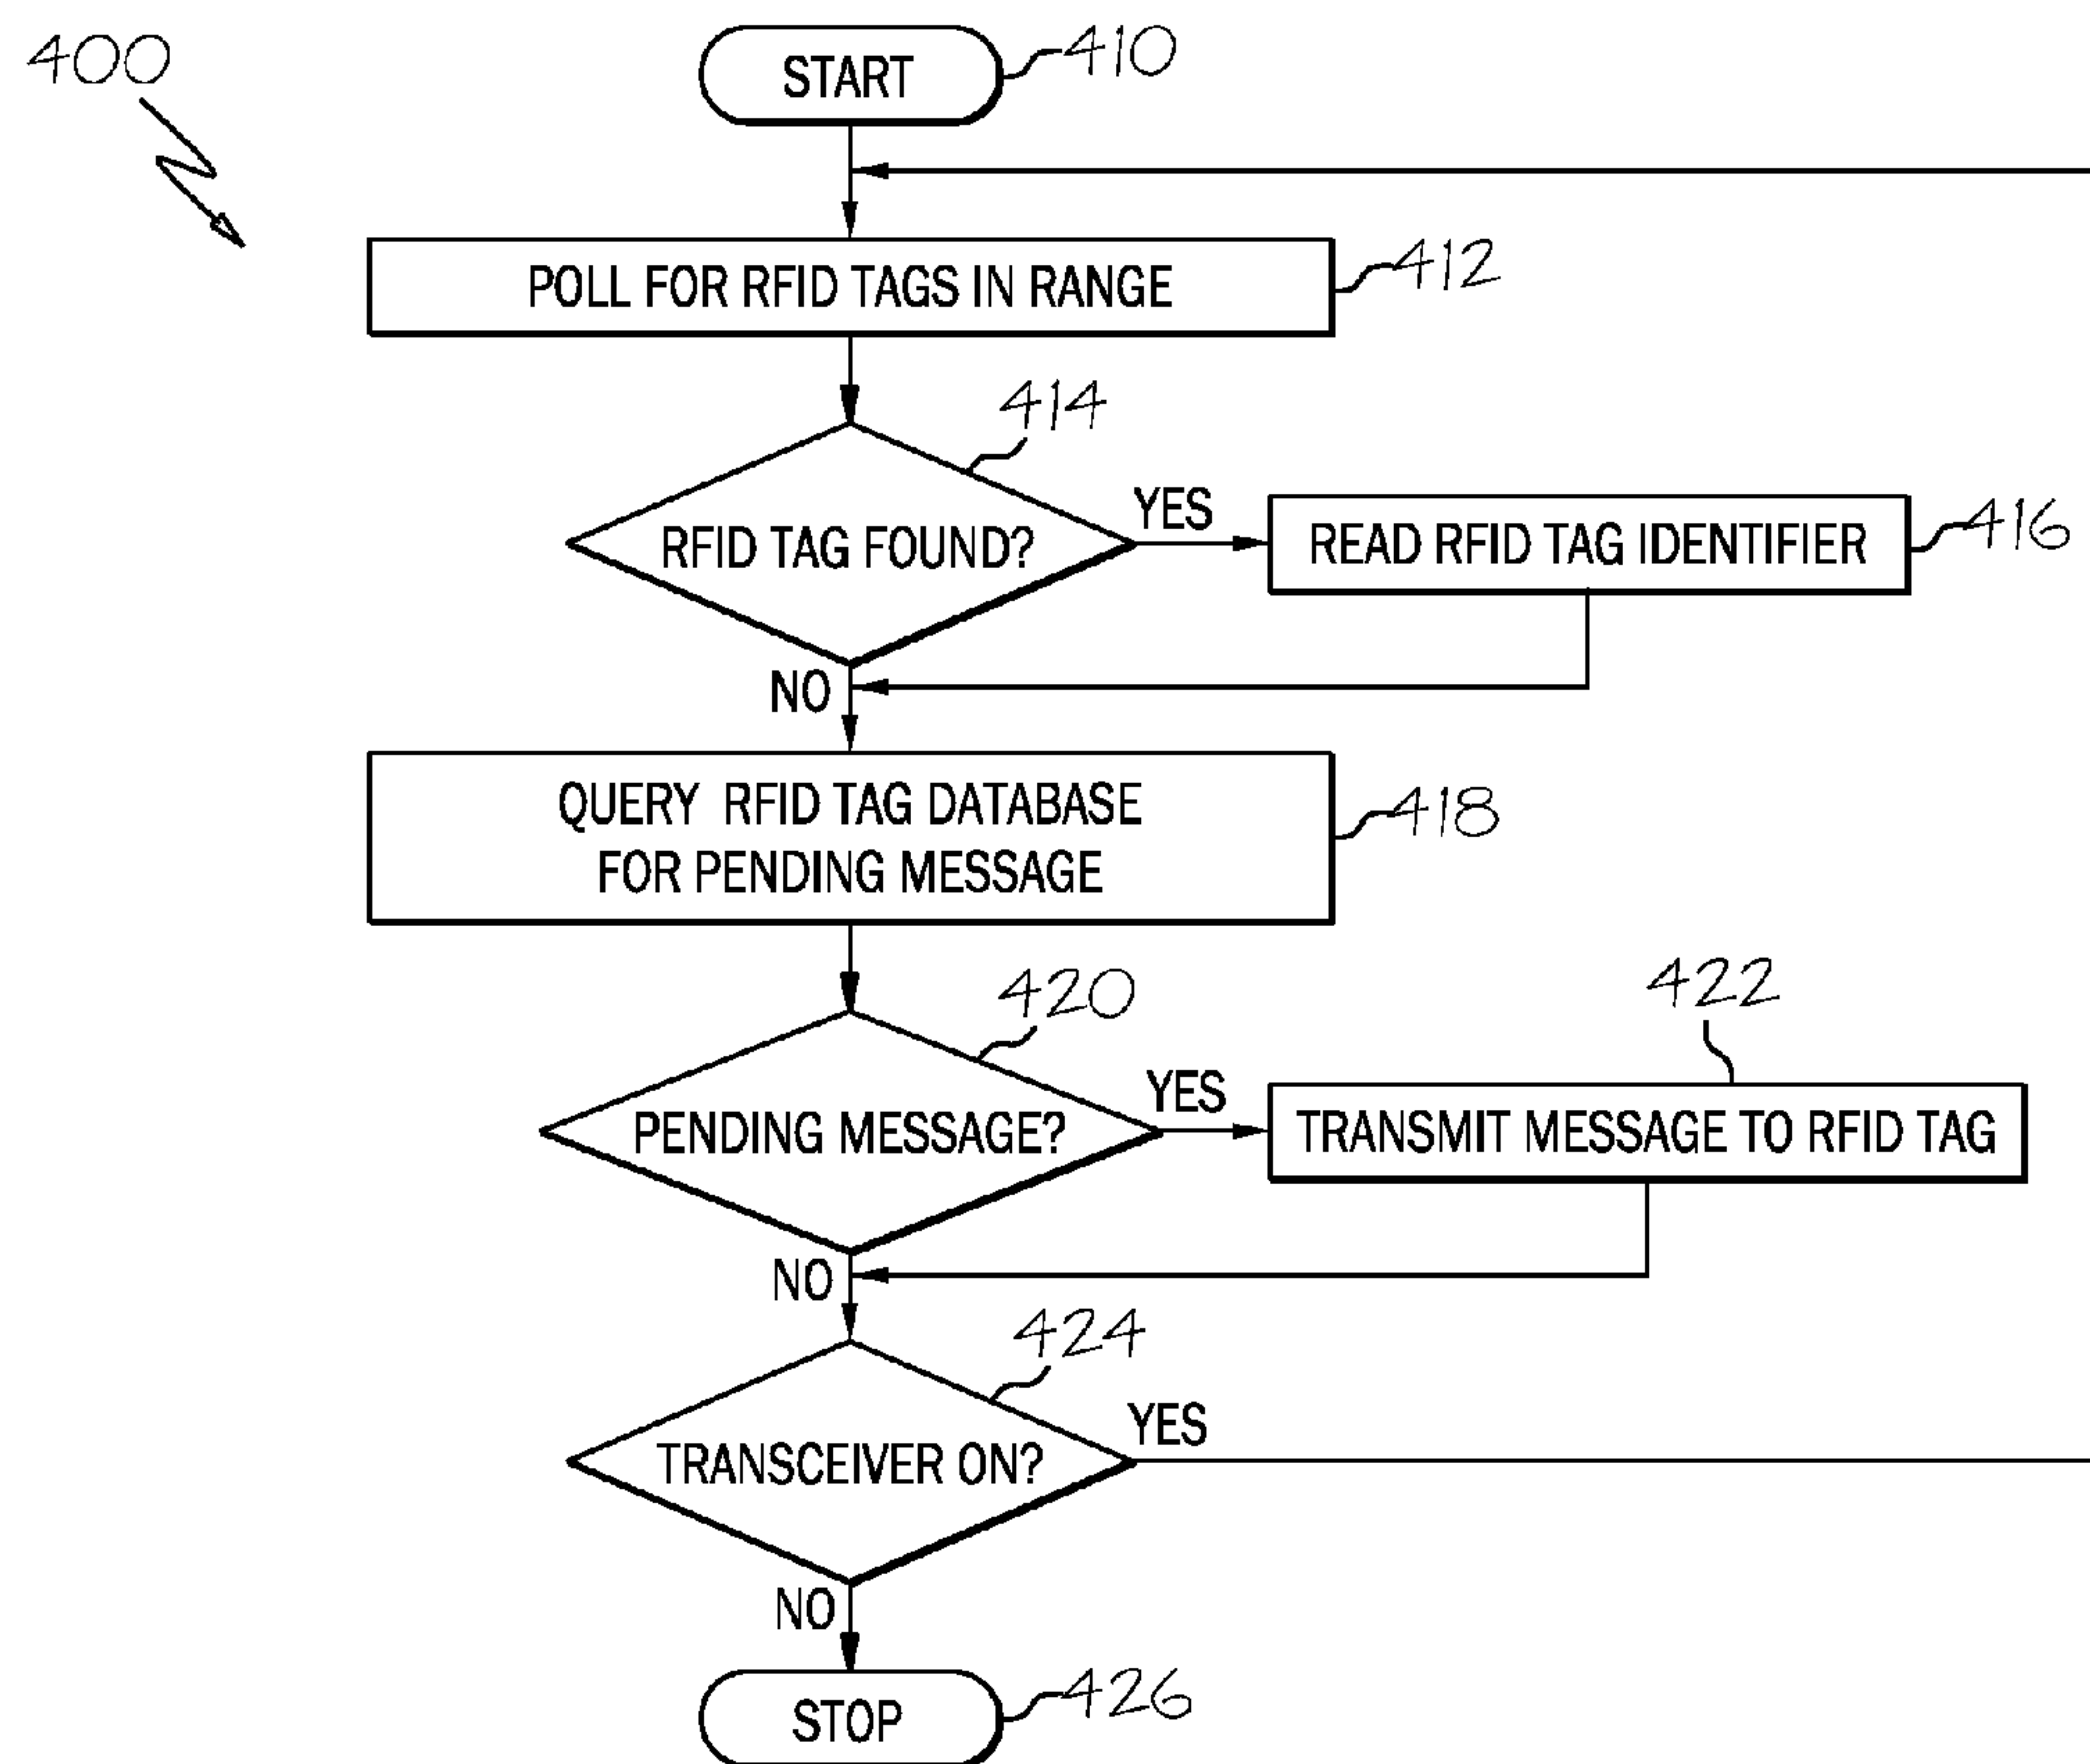 400
START
410
POLL FOR RFID TAGS IN RANGE
412
414
RFID TAG FOUND?
YES
READ RFID TAG IDENTIFIER
416
NO
QUERY RFID TAG DATABASE
FOR PENDING MESSAGE
418
420
PENDING MESSAGE?
YES
422
TRANSMIT MESSAGE TO RFID TAG
NO
424
TRANSCEIVER ON?
YES
NO
STOP
426